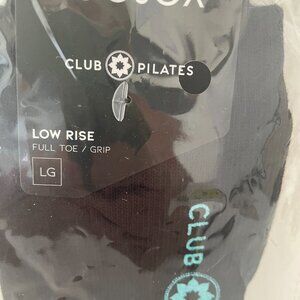 CLUB PILATES
LOW RISE
FULL TOE / GRIP
LG
CLUB